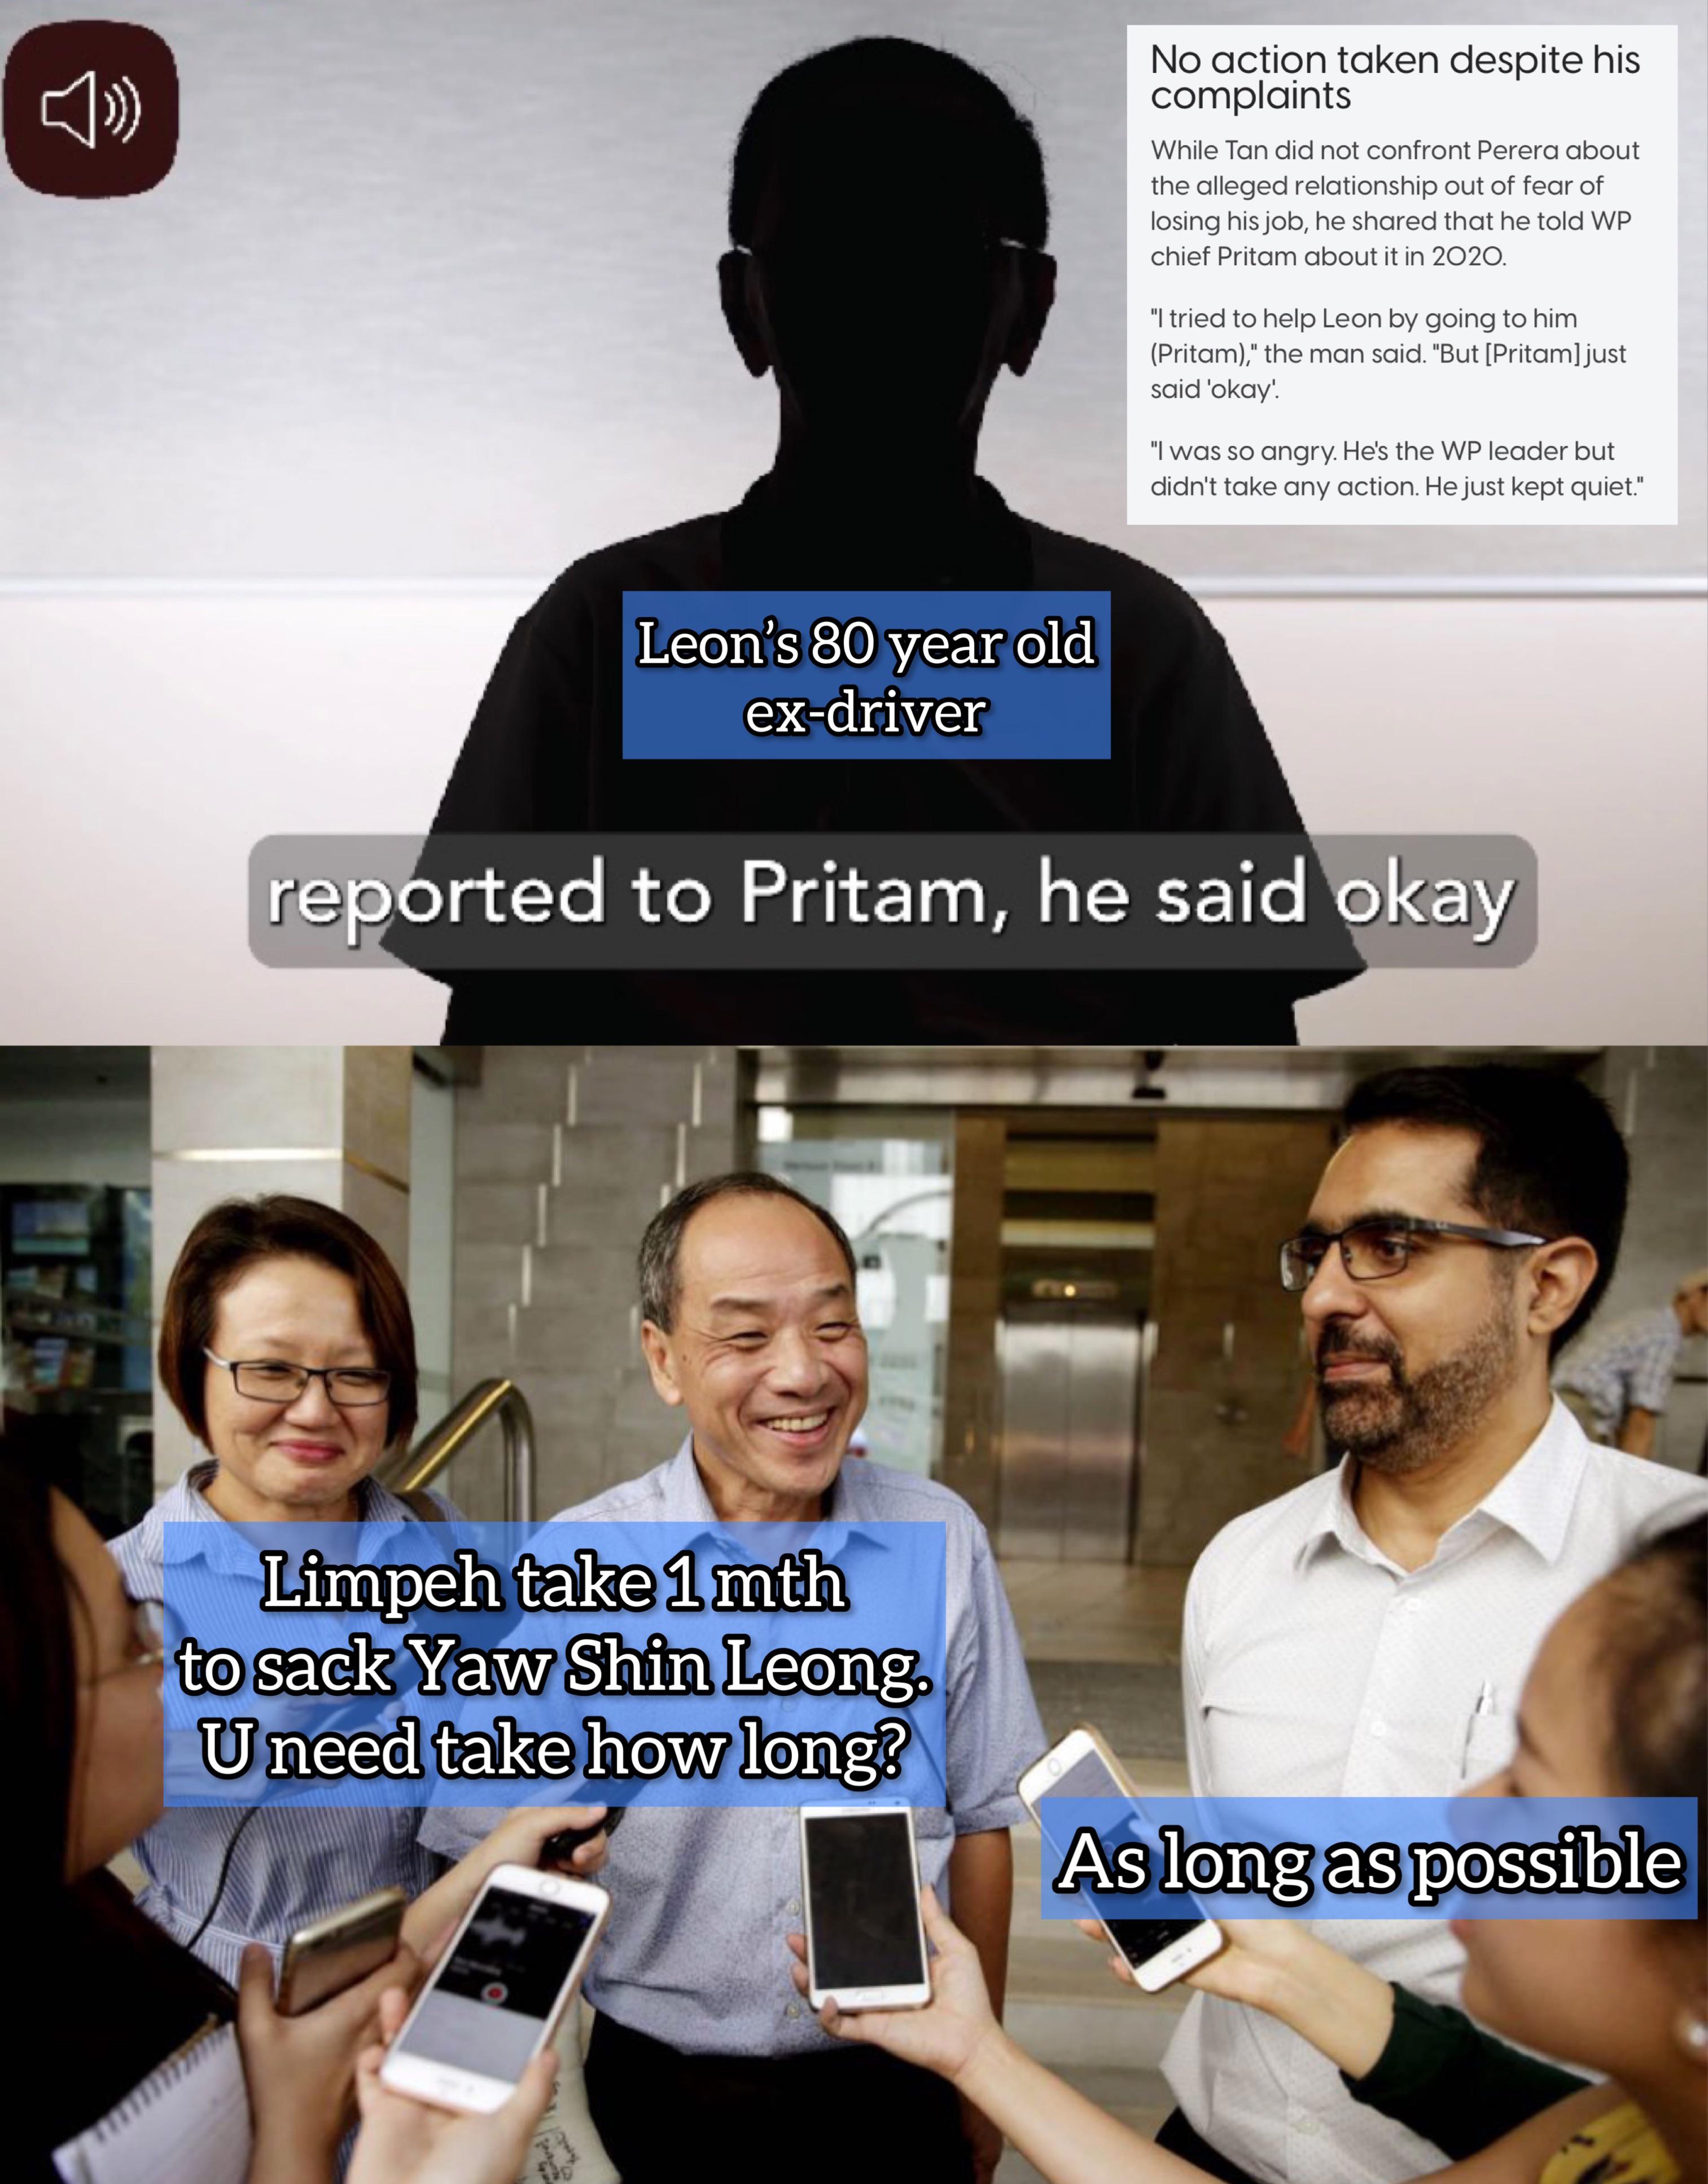 No action taken despite his
complaints
While Tan did not confront Perera about
the alleged relationship out of fear of
losing his job, he shared that he told WP
chief Pritam about it in 2020.
"I tried to help Leon by going to him
(Pritam)," the man said. "But [Pritam] just
said 'okay'.
"I was so angry. He's the WP leader but
didn't take any action. He just kept quiet."
Leon's 80 year old
ex-driver
reported to Pritam, he said okay
Limpeh take 1 mth
to sack Yaw Shin Leong.
U need take how long?
As long as possible